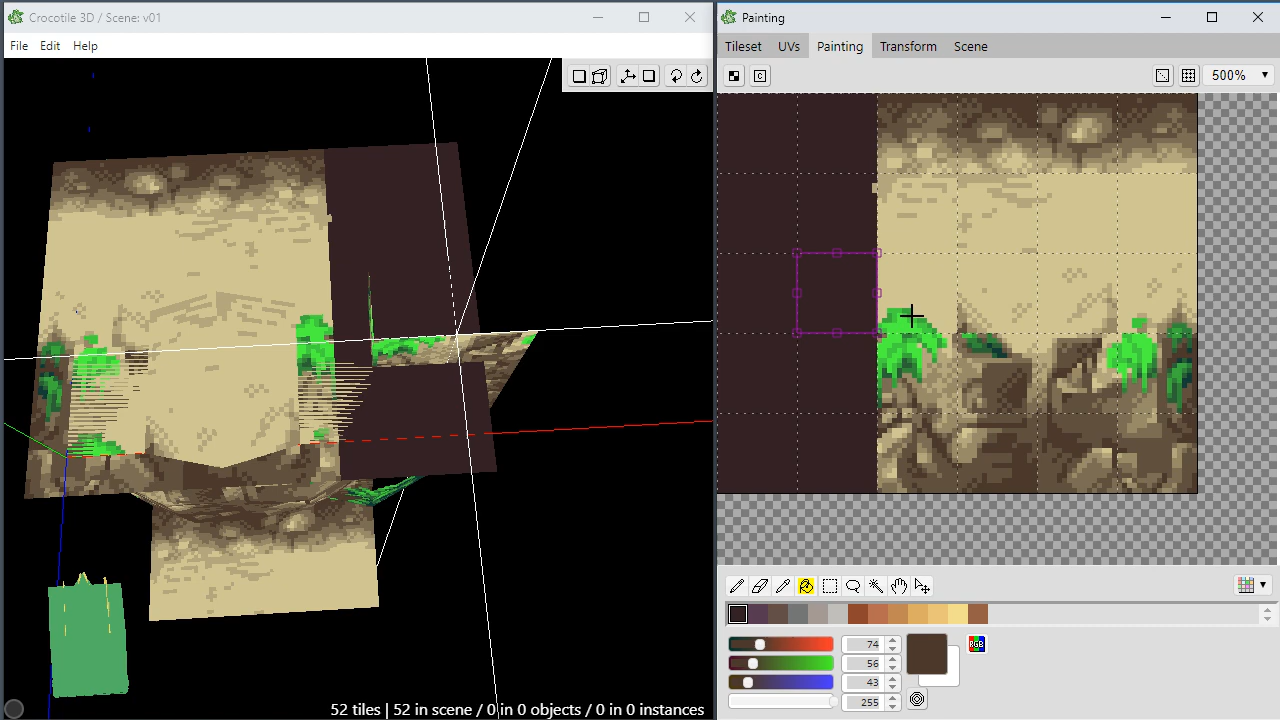 Crocotile 3D / Scene: v01
File Edit Help
52 tiles | 52 in scene / 0 in 0 objects / 0 in 0 instances
Painting
Tileset UVs Painting Transform Scene
C
500%
74
56
43
255
RGB